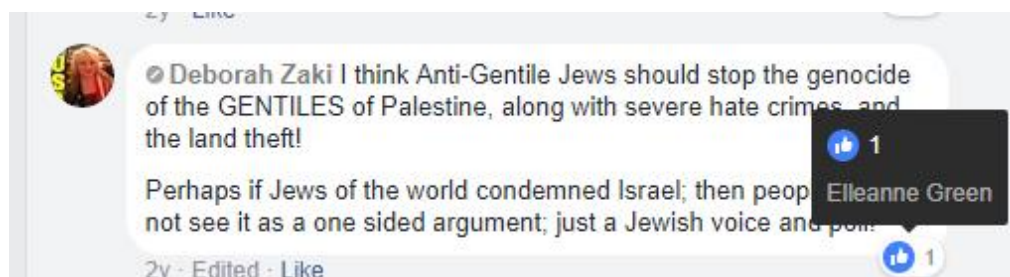 2y Like
Deborah Zaki I think Anti-Gentile Jews should stop the genocide
of the GENTILES of Palestine, along with severe hate crimes, and
the land theft!
Perhaps if Jews of the world condemned Israel; then
not see it as a one sided argument; just a Jewish voice and
1
Elleanne Green
2y · Edited · Like
1